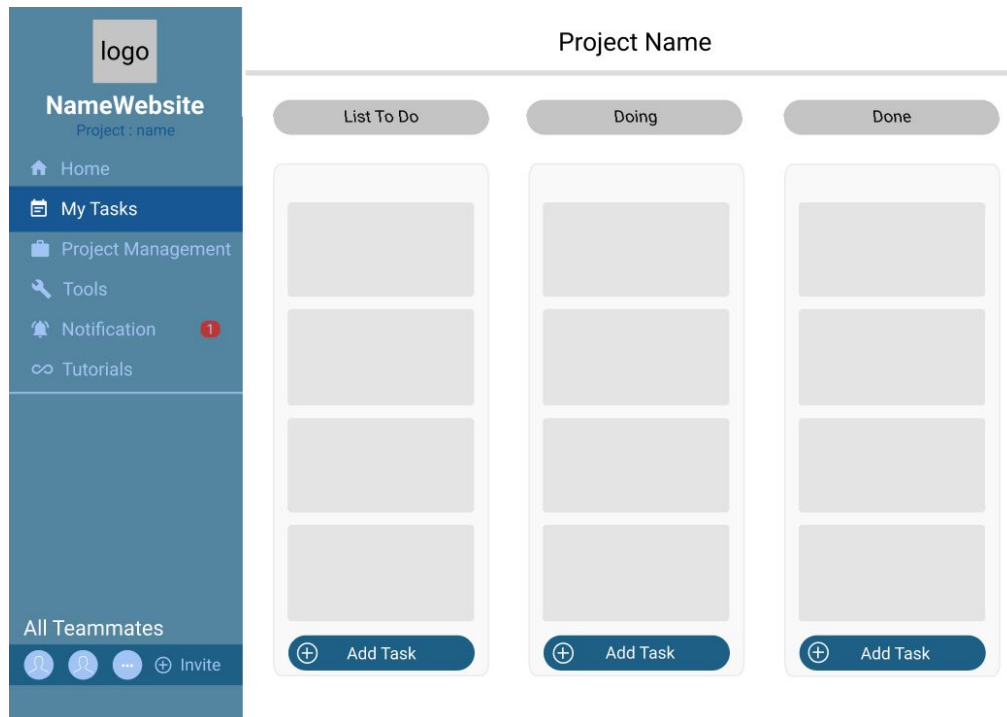 logo
NameWebsite
Project : name
Home
My Tasks
Project Management
Tools
Notification 1
Tutorials
All Teammates
Invite
Project Name
List To Do
Doing
Done
Add Task
Add Task
Add Task